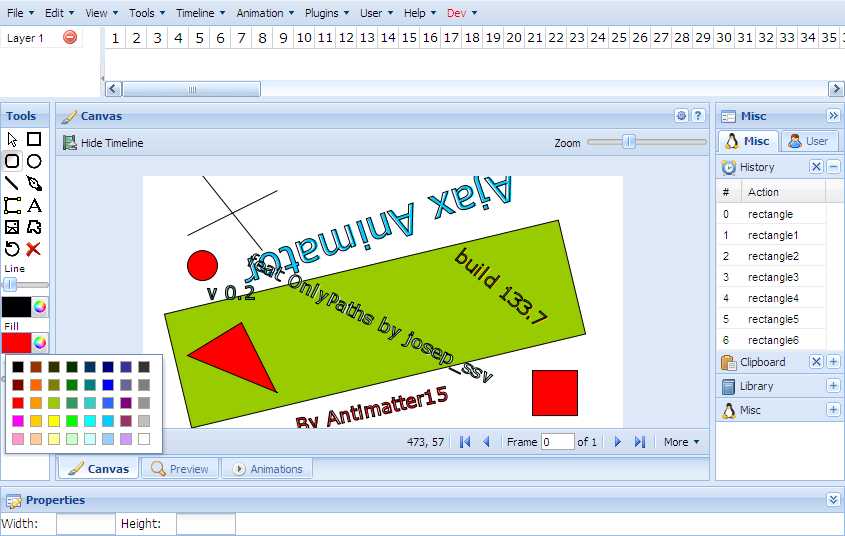 File Edit View Tools Timeline Animation Plugins User Help Dev
Layer 1 1 2 3 4 5 6 7 8 9 10 11 12 13 14 15 16 17 18 19 20 21 22 23 24 25 26 27 28 29 30 31 32 33 34 35
Tools
Canvas
Misc
Hide Timeline
Zoom
Misc User
History
# Action
0 rectangle
1 rectangle1
2 rectangle2
3 rectangle3
4 rectangle4
5 rectangle5
6 rectangle6
Clipboard
Library
Misc
Line
Fill
Ajax Animator
v 0.2
feat OnlyPaths by josep_ssv
build 133.7
By Antimatter15
473, 57 Frame 0 of 1 More
Canvas Preview Animations
Properties
Width: Height: